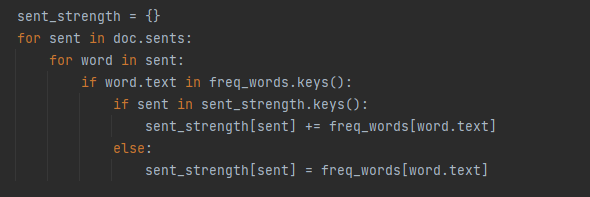 sent_strength = {}
for sent in doc.sents:
    for word in sent:
        if word.text in freq_words.keys():
            if sent in sent_strength.keys():
                sent_strength[sent] += freq_words[word.text]
            else:
                sent_strength[sent] = freq_words[word.text]